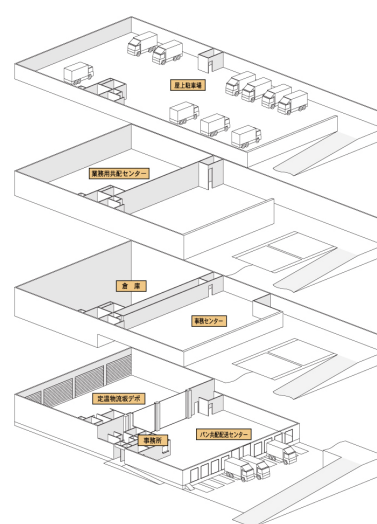 屋上駐車場
業務用共配センター
倉庫
事務センター
定温物流坂デポ
事務所
パン共配配送センター